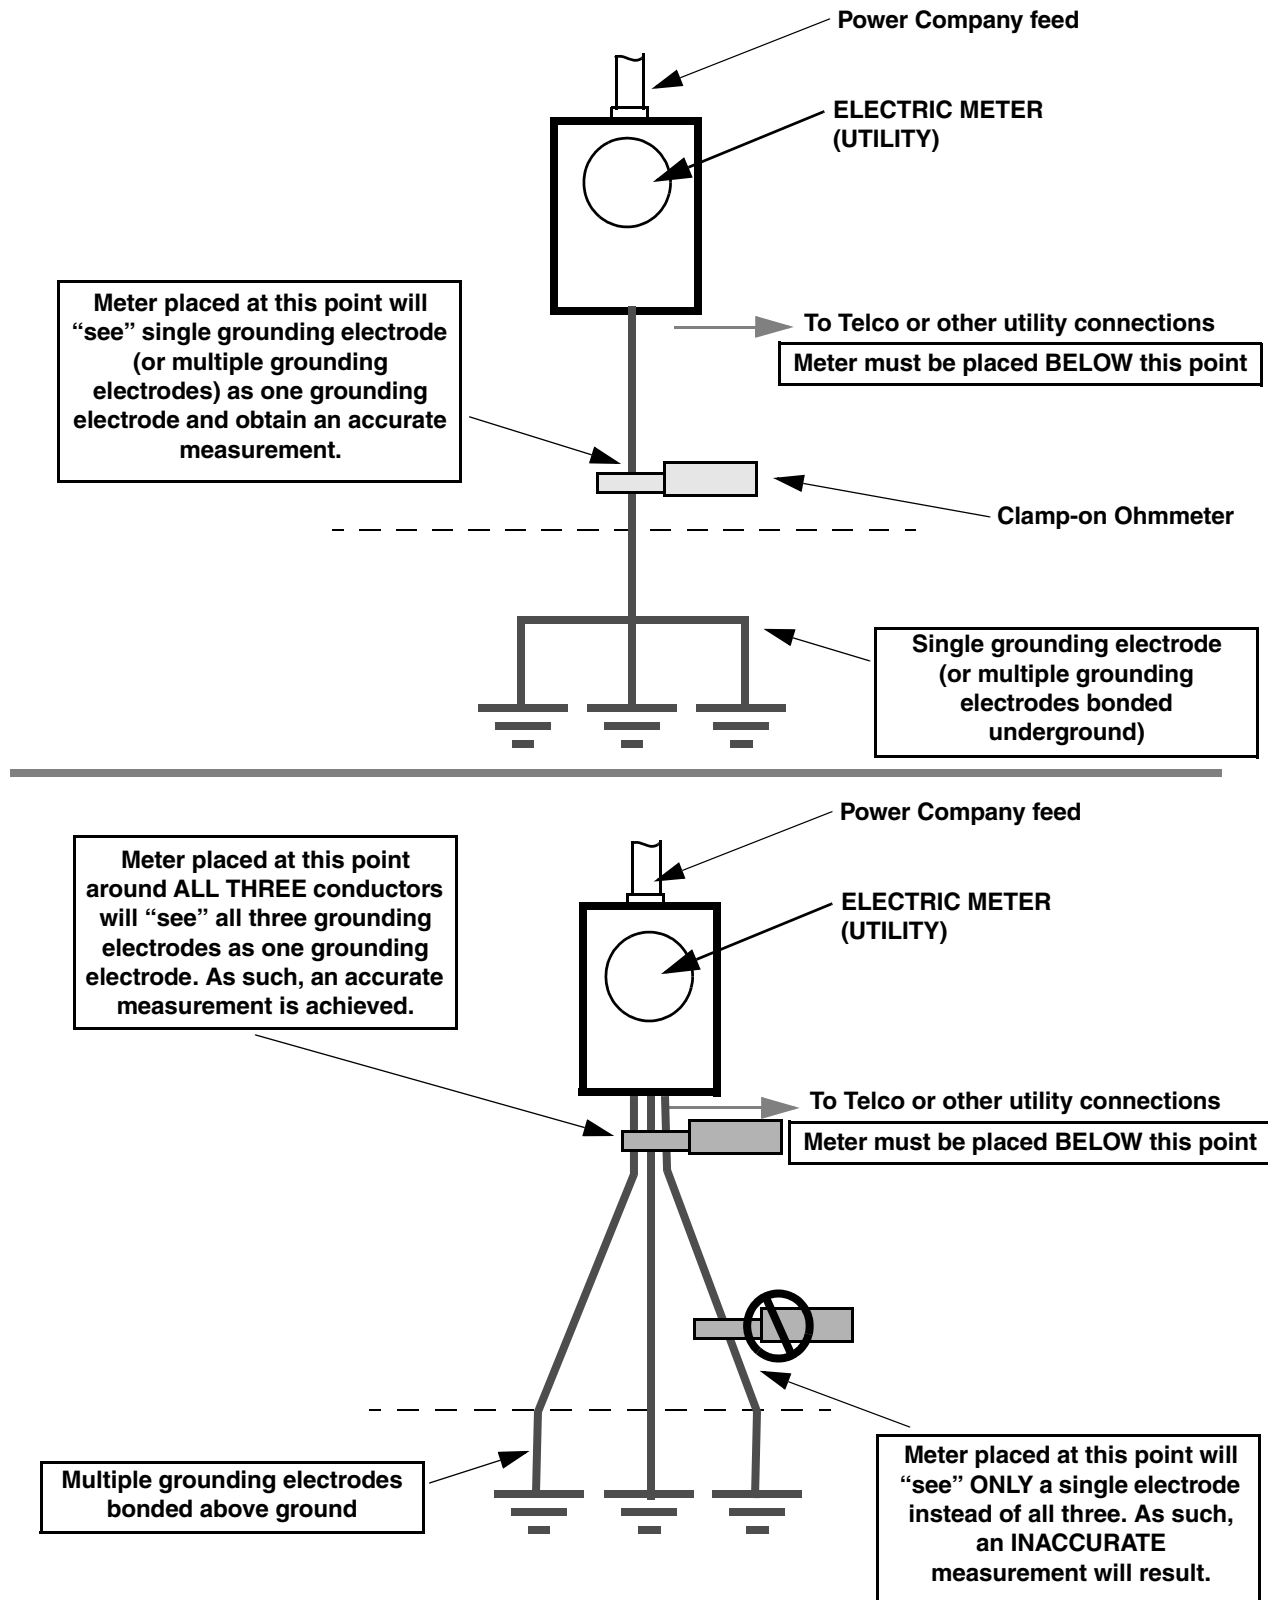 Power Company feed
ELECTRIC METER
(UTILITY)
Meter placed at this point will
“see” single grounding electrode
(or multiple grounding
electrodes) as one grounding
electrode and obtain an accurate
measurement.
To Telco or other utility connections
Meter must be placed BELOW this point
Clamp-on Ohmmeter
Single grounding electrode
(or multiple grounding
electrodes bonded
underground)
Power Company feed
Meter placed at this point
around ALL THREE conductors
will “see” all three grounding
electrodes as one grounding
electrode. As such, an accurate
measurement is achieved.
ELECTRIC METER
(UTILITY)
To Telco or other utility connections
Meter must be placed BELOW this point
Multiple grounding electrodes
bonded above ground
Meter placed at this point will
“see” ONLY a single electrode
instead of all three. As such,
an INACCURATE
measurement will result.